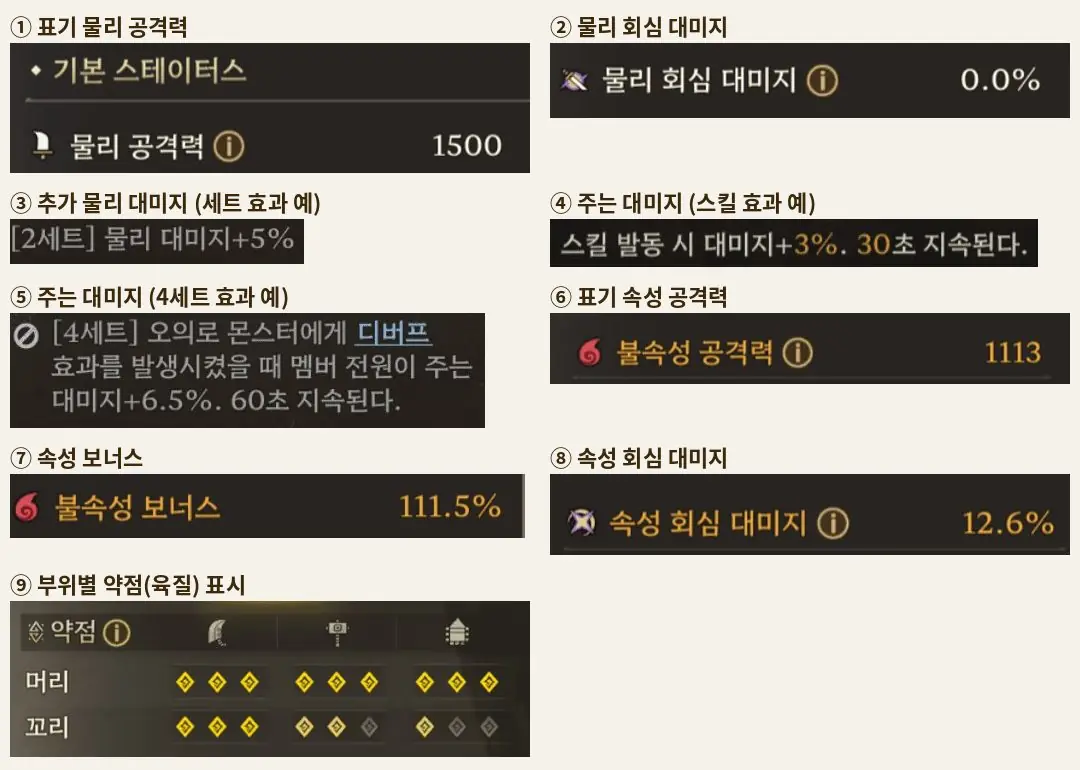 ① 표기 물리 공격력
◆ 기본 스테이터스
물리 공격력 ⓘ 1500
② 물리 회심 대미지
물리 회심 대미지 ⓘ 0.0%
③ 추가 물리 대미지 (세트 효과 예)
[2세트] 물리 대미지+5%
④ 주는 대미지 (스킬 효과 예)
스킬 발동 시 대미지+3%. 30초 지속된다.
⑤ 주는 대미지 (4세트 효과 예)
[4세트] 오의로 몬스터에게 디버프
효과를 발생시켰을 때 멤버 전원이 주는
대미지+6.5%. 60초 지속된다.
⑥ 표기 속성 공격력
불속성 공격력 ⓘ 1113
⑦ 속성 보너스
불속성 보너스 111.5%
⑧ 속성 회심 대미지
속성 회심 대미지 ⓘ 12.6%
⑨ 부위별 약점(육질) 표시
약점 ⓘ
머리
꼬리